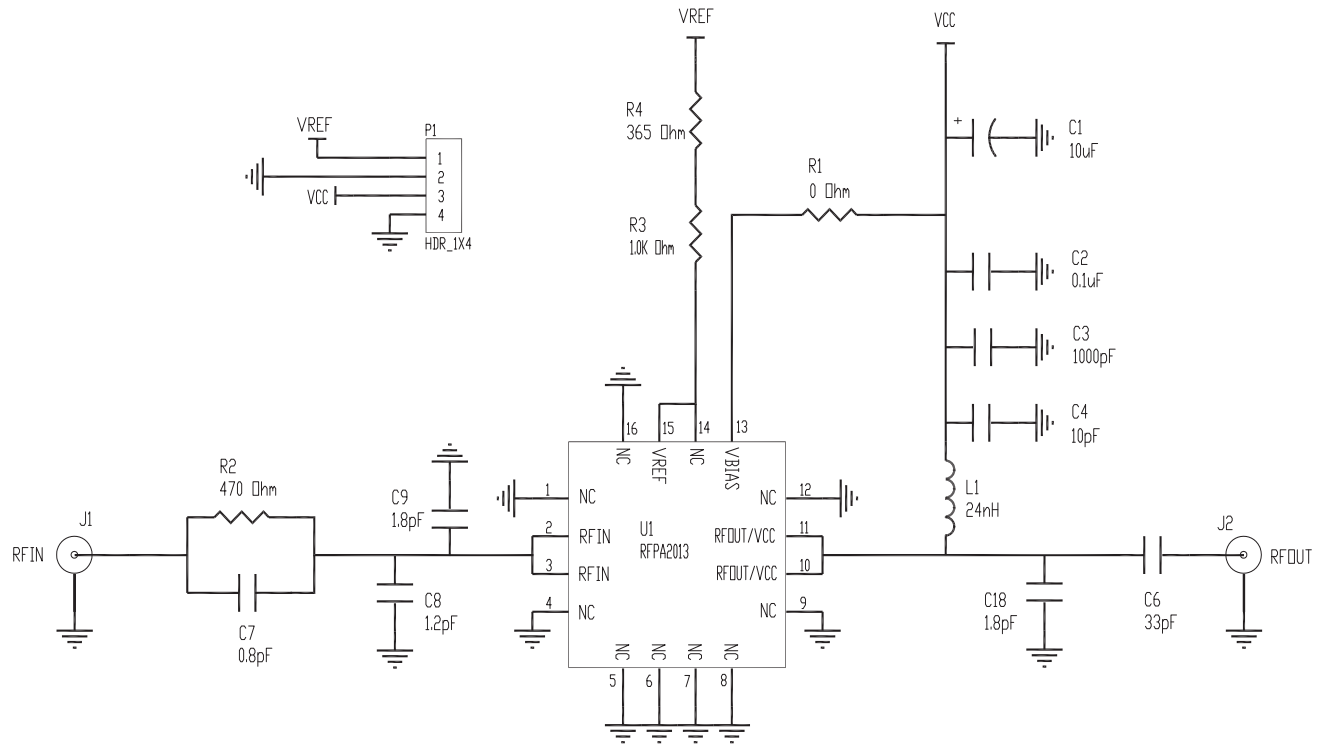 VREF
VCC
R4
365 Ohm
+
C1
10uF
VREF
P1
1
2
VCC
3
4
HDR_1X4
R1
0 Ohm
R3
1.0K Ohm
C2
0.1uF
C3
1000pF
C4
10pF
16
15
14
13
NC
VREF
NC
VBIAS
R2
470 Ohm
C9
1.8pF
1
NC
NC
12
L1
24nH
J1
RFIN
2
RFIN
U1
RFPA2013
RFOUT/VCC
11
J2
RFOUT
3
RFIN
RFOUT/VCC
10
C7
0.8pF
C8
1.2pF
4
NC
NC
9
C18
1.8pF
C6
33pF
NC
NC
NC
NC
5
6
7
8